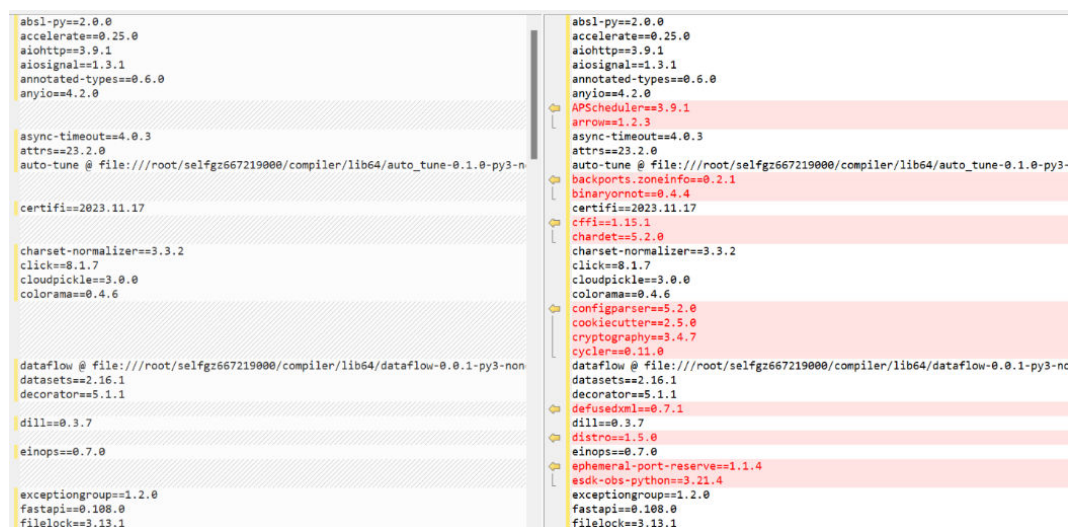 absl-py==2.0.0
accelerate==0.25.0
aiohttp==3.9.1
aiosignal==1.3.1
annotated-types==0.6.0
anyio==4.2.0
async-timeout==4.0.3
attrs==23.2.0
auto-tune @ file:///root/selfgz667219000/compiler/lib64/auto_tune-0.1.0-py3-no
certifi==2023.11.17
charset-normalizer==3.3.2
click==8.1.7
cloudpickle==3.0.0
colorama==0.4.6
dataflow @ file:///root/selfgz667219000/compiler/lib64/dataflow-0.0.1-py3-non
datasets==2.16.1
decorator==5.1.1
dill==0.3.7
einops==0.7.0
exceptiongroup==1.2.0
fastapi==0.108.0
filelock==3.13.1
absl-py==2.0.0
accelerate==0.25.0
aiohttp==3.9.1
aiosignal==1.3.1
annotated-types==0.6.0
anyio==4.2.0
APScheduler==3.9.1
arrow==1.2.3
async-timeout==4.0.3
attrs==23.2.0
auto-tune @ file:///root/selfgz667219000/compiler/lib64/auto_tune-0.1.0-py3-
backports.zoneinfo==0.2.1
binaryornot==0.4.4
certifi==2023.11.17
cffi==1.15.1
chardet==5.2.0
charset-normalizer==3.3.2
click==8.1.7
cloudpickle==3.0.0
colorama==0.4.6
configparser==5.2.0
cookiecutter==2.5.0
cryptography==3.4.7
cycler==0.11.0
dataflow @ file:///root/selfgz667219000/compiler/lib64/dataflow-0.0.1-py3-no
datasets==2.16.1
decorator==5.1.1
defusedxml==0.7.1
dill==0.3.7
distro==1.5.0
einops==0.7.0
ephemeral-port-reserve==1.1.4
esdk-obs-python==3.21.4
exceptiongroup==1.2.0
fastapi==0.108.0
filelock==3.13.1